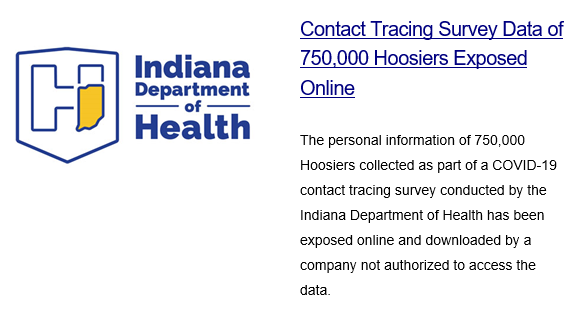 Indiana
Department
of
Health
Contact Tracing Survey Data of
750,000 Hoosiers Exposed
Online
The personal information of 750,000
Hoosiers collected as part of a COVID-19
contact tracing survey conducted by the
Indiana Department of Health has been
exposed online and downloaded by a
company not authorized to access the
data.